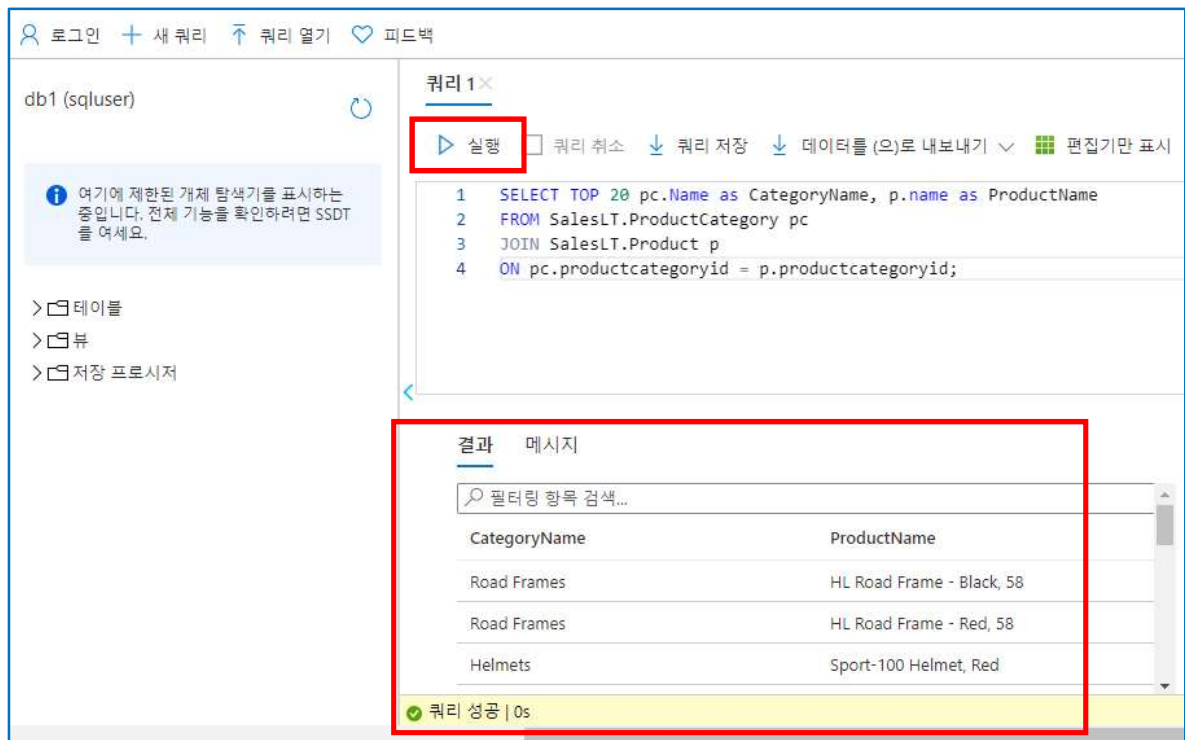 로그인 새 쿼리 쿼리 열기 피드백
db1 (sqluser)
여기에 제한된 개체 탐색기를 표시하는
중입니다. 전체 기능을 확인하려면 SSDT
를 여세요.
테이블
뷰
저장 프로시저
쿼리 1
실행 쿼리 취소 쿼리 저장 데이터를 (으)로 내보내기 편집기만 표시
1 SELECT TOP 20 pc.Name as CategoryName, p.name as ProductName
2 FROM SalesLT.ProductCategory pc
3 JOIN SalesLT.Product p
4 ON pc.productcategoryid = p.productcategoryid;
결과 메시지
필터링 항목 검색...
CategoryName ProductName
Road Frames HL Road Frame - Black, 58
Road Frames HL Road Frame - Red, 58
Helmets Sport-100 Helmet, Red
쿼리 성공 | 0s